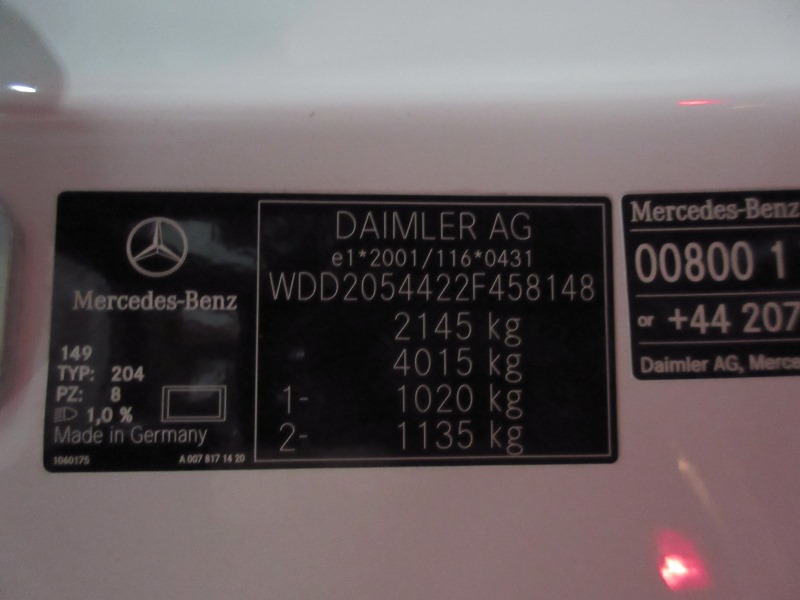 DAIMLER AG
e1*2001/116*0431
WDD2054422F458148
2145 kg
4015 kg
1- 1020 kg
2- 1135 kg
Mercedes-Benz
149
TYP: 204
PZ: 8
1,0 %
Made in Germany
1060175
A 007 817 14 20
Mercedes-Benz
00800 1
or +44 207
Daimler AG, Merce